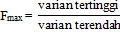 Fmax = varian tertinggi / varian terendah